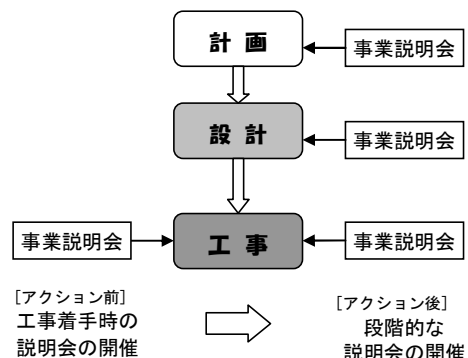 計 画
事業説明会
設 計
事業説明会
事業説明会
工 事
事業説明会
[アクション前]
工事着手時の
説明会の開催
[アクション後]
段階的な
説明会の開催